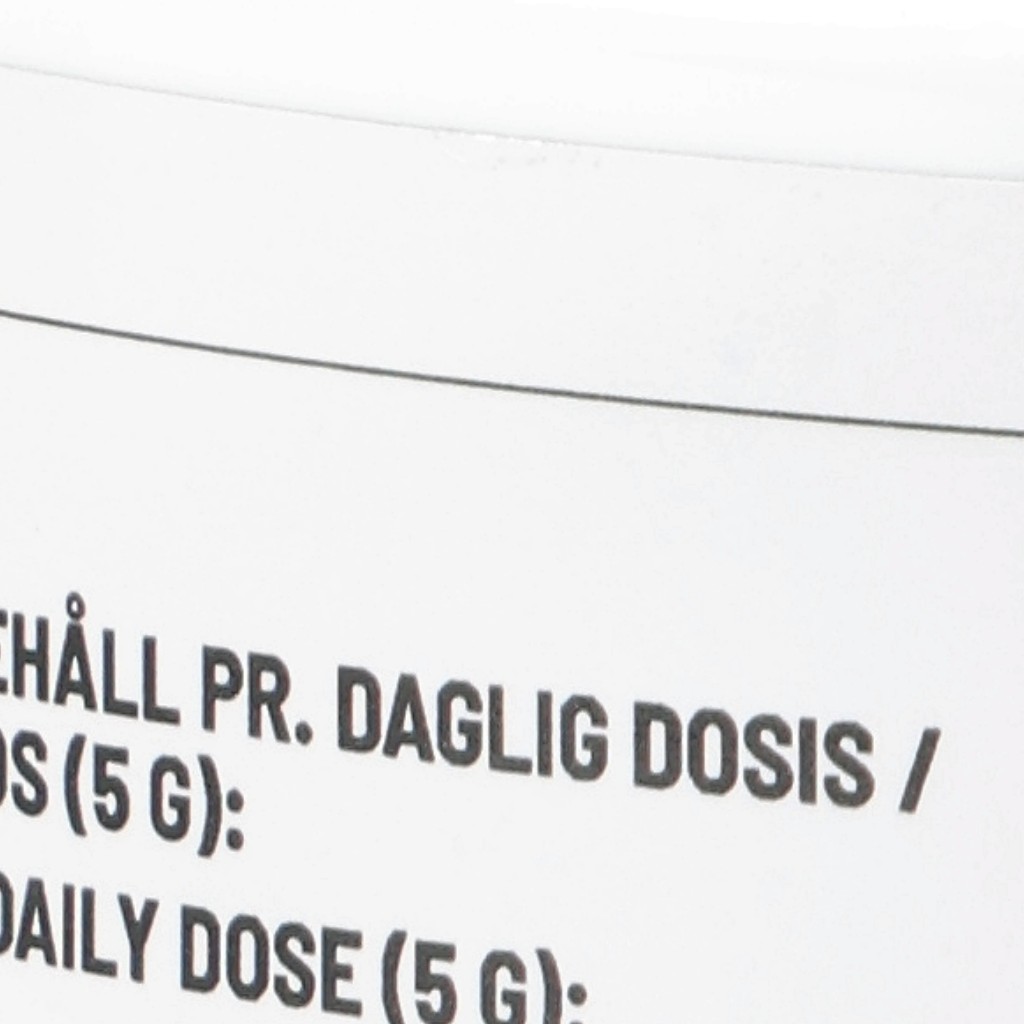 EHÅLL PR. DAGLIG DOSIS /
OS (5 G):
DAILY DOSE (5 G):